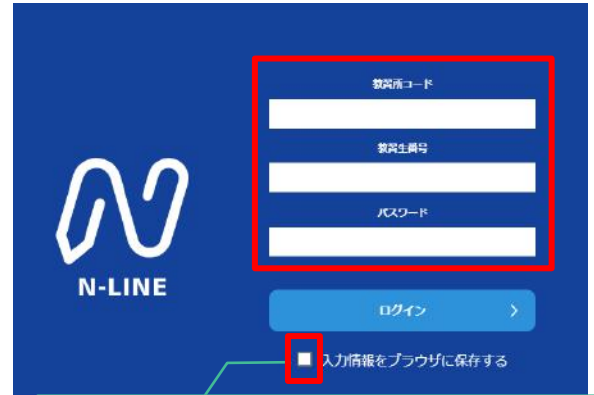 教習所コード
教習生番号
パスワード
N-LINE
ログイン
入力情報をブラウザに保存する